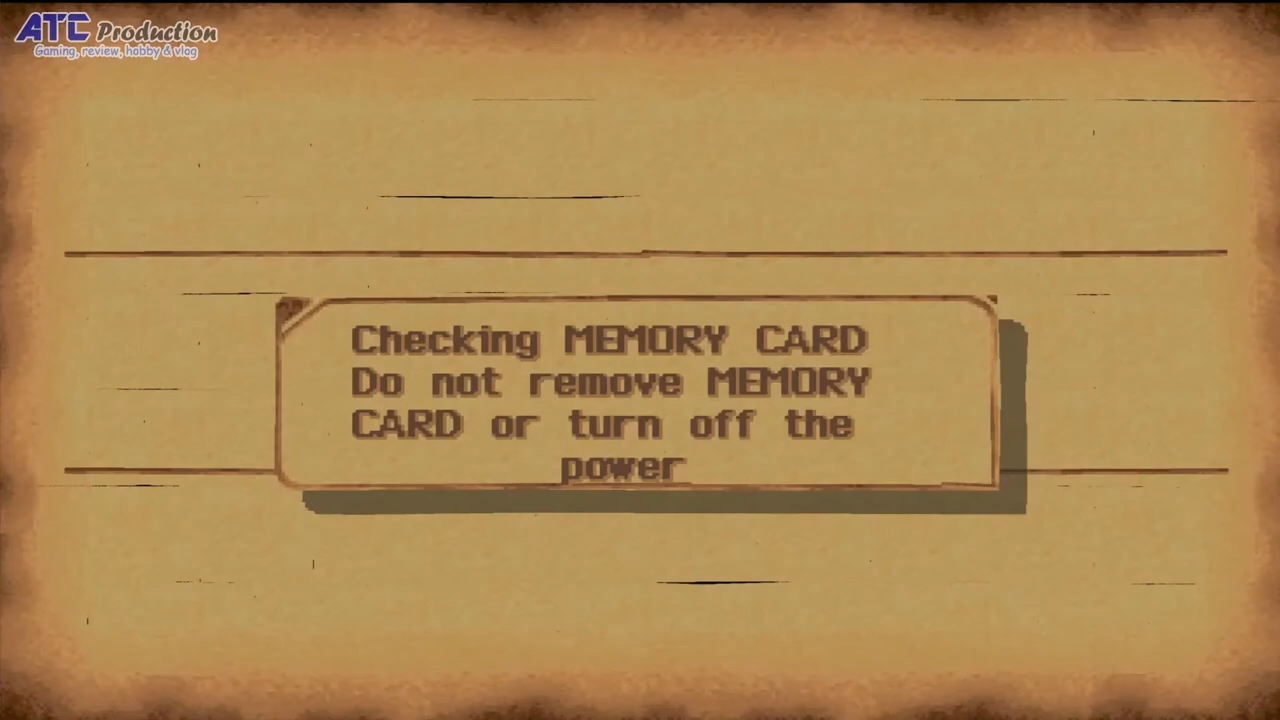 ATC Production
Gaming, review, hobby & vlog
Checking MEMORY CARD
Do not remove MEMORY
CARD or turn off the
power